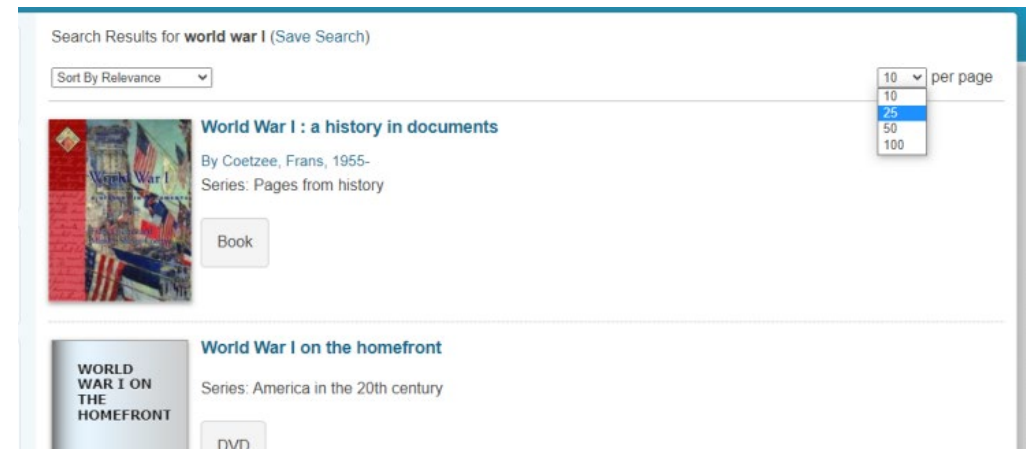 Search Results for world war I (Save Search)
Sort By Relevance
10 per page
10
25
50
100
World War I
World War I : a history in documents
By Coetzee, Frans, 1955-
Series: Pages from history
Book
WORLD
WAR I ON
THE
HOMEFRONT
World War I on the homefront
Series: America in the 20th century
DVD